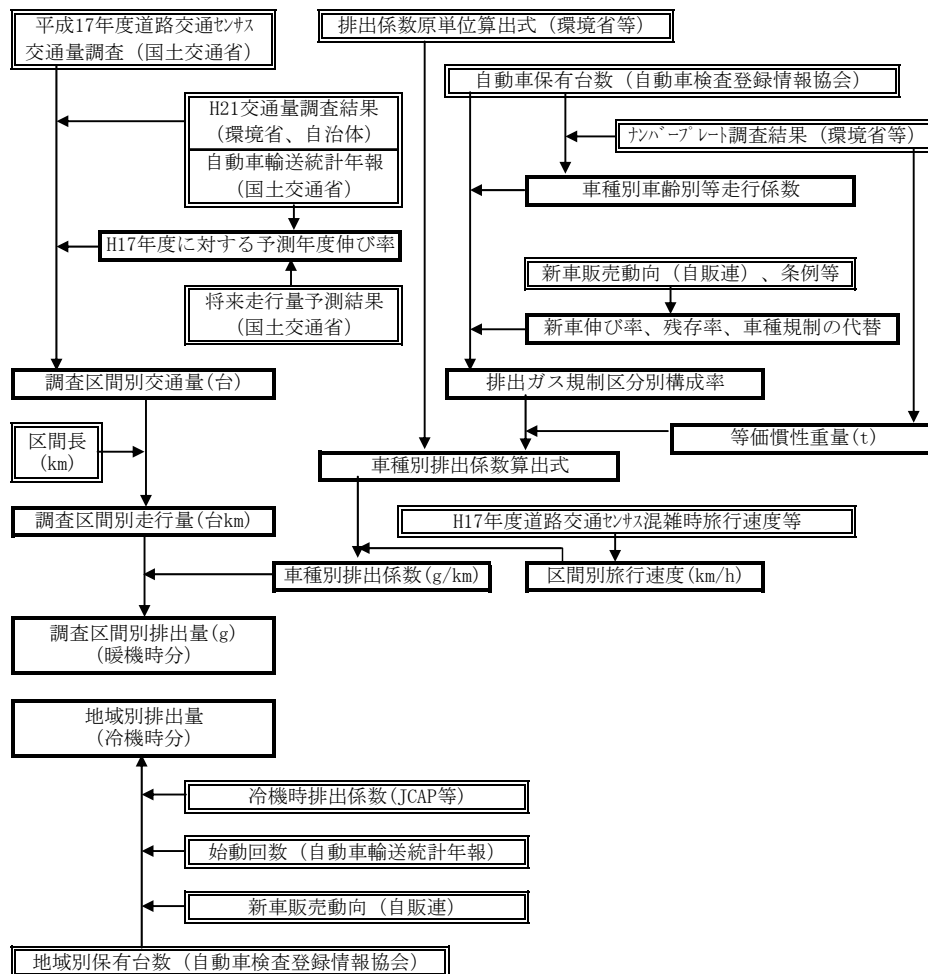 平成17年度道路交通ｾﾝｻｽ
交通量調査（国土交通省）
排出係数原単位算出式（環境省等）
自動車保有台数（自動車検査登録情報協会）
H21交通量調査結果
（環境省、自治体）
自動車輸送統計年報
（国土交通省）
ﾅﾝﾊﾞｰﾌﾟﾚｰﾄ調査結果（環境省等）
車種別車齢別等走行係数
H17年度に対する予測年度伸び率
将来走行量予測結果
（国土交通省）
新車販売動向（自販連）、条例等
新車伸び率、残存率、車種規制の代替
調査区間別交通量(台)
排出ガス規制区分別構成率
区間長
(km)
等価慣性重量(t)
車種別排出係数算出式
調査区間別走行量(台km)
H17年度道路交通ｾﾝｻｽ混雑時旅行速度等
車種別排出係数(g/km)
区間別旅行速度(km/h)
調査区間別排出量(g)
(暖機時分)
地域別排出量
(冷機時分)
冷機時排出係数(JCAP等)
始動回数（自動車輸送統計年報）
新車販売動向（自販連）
地域別保有台数（自動車検査登録情報協会）